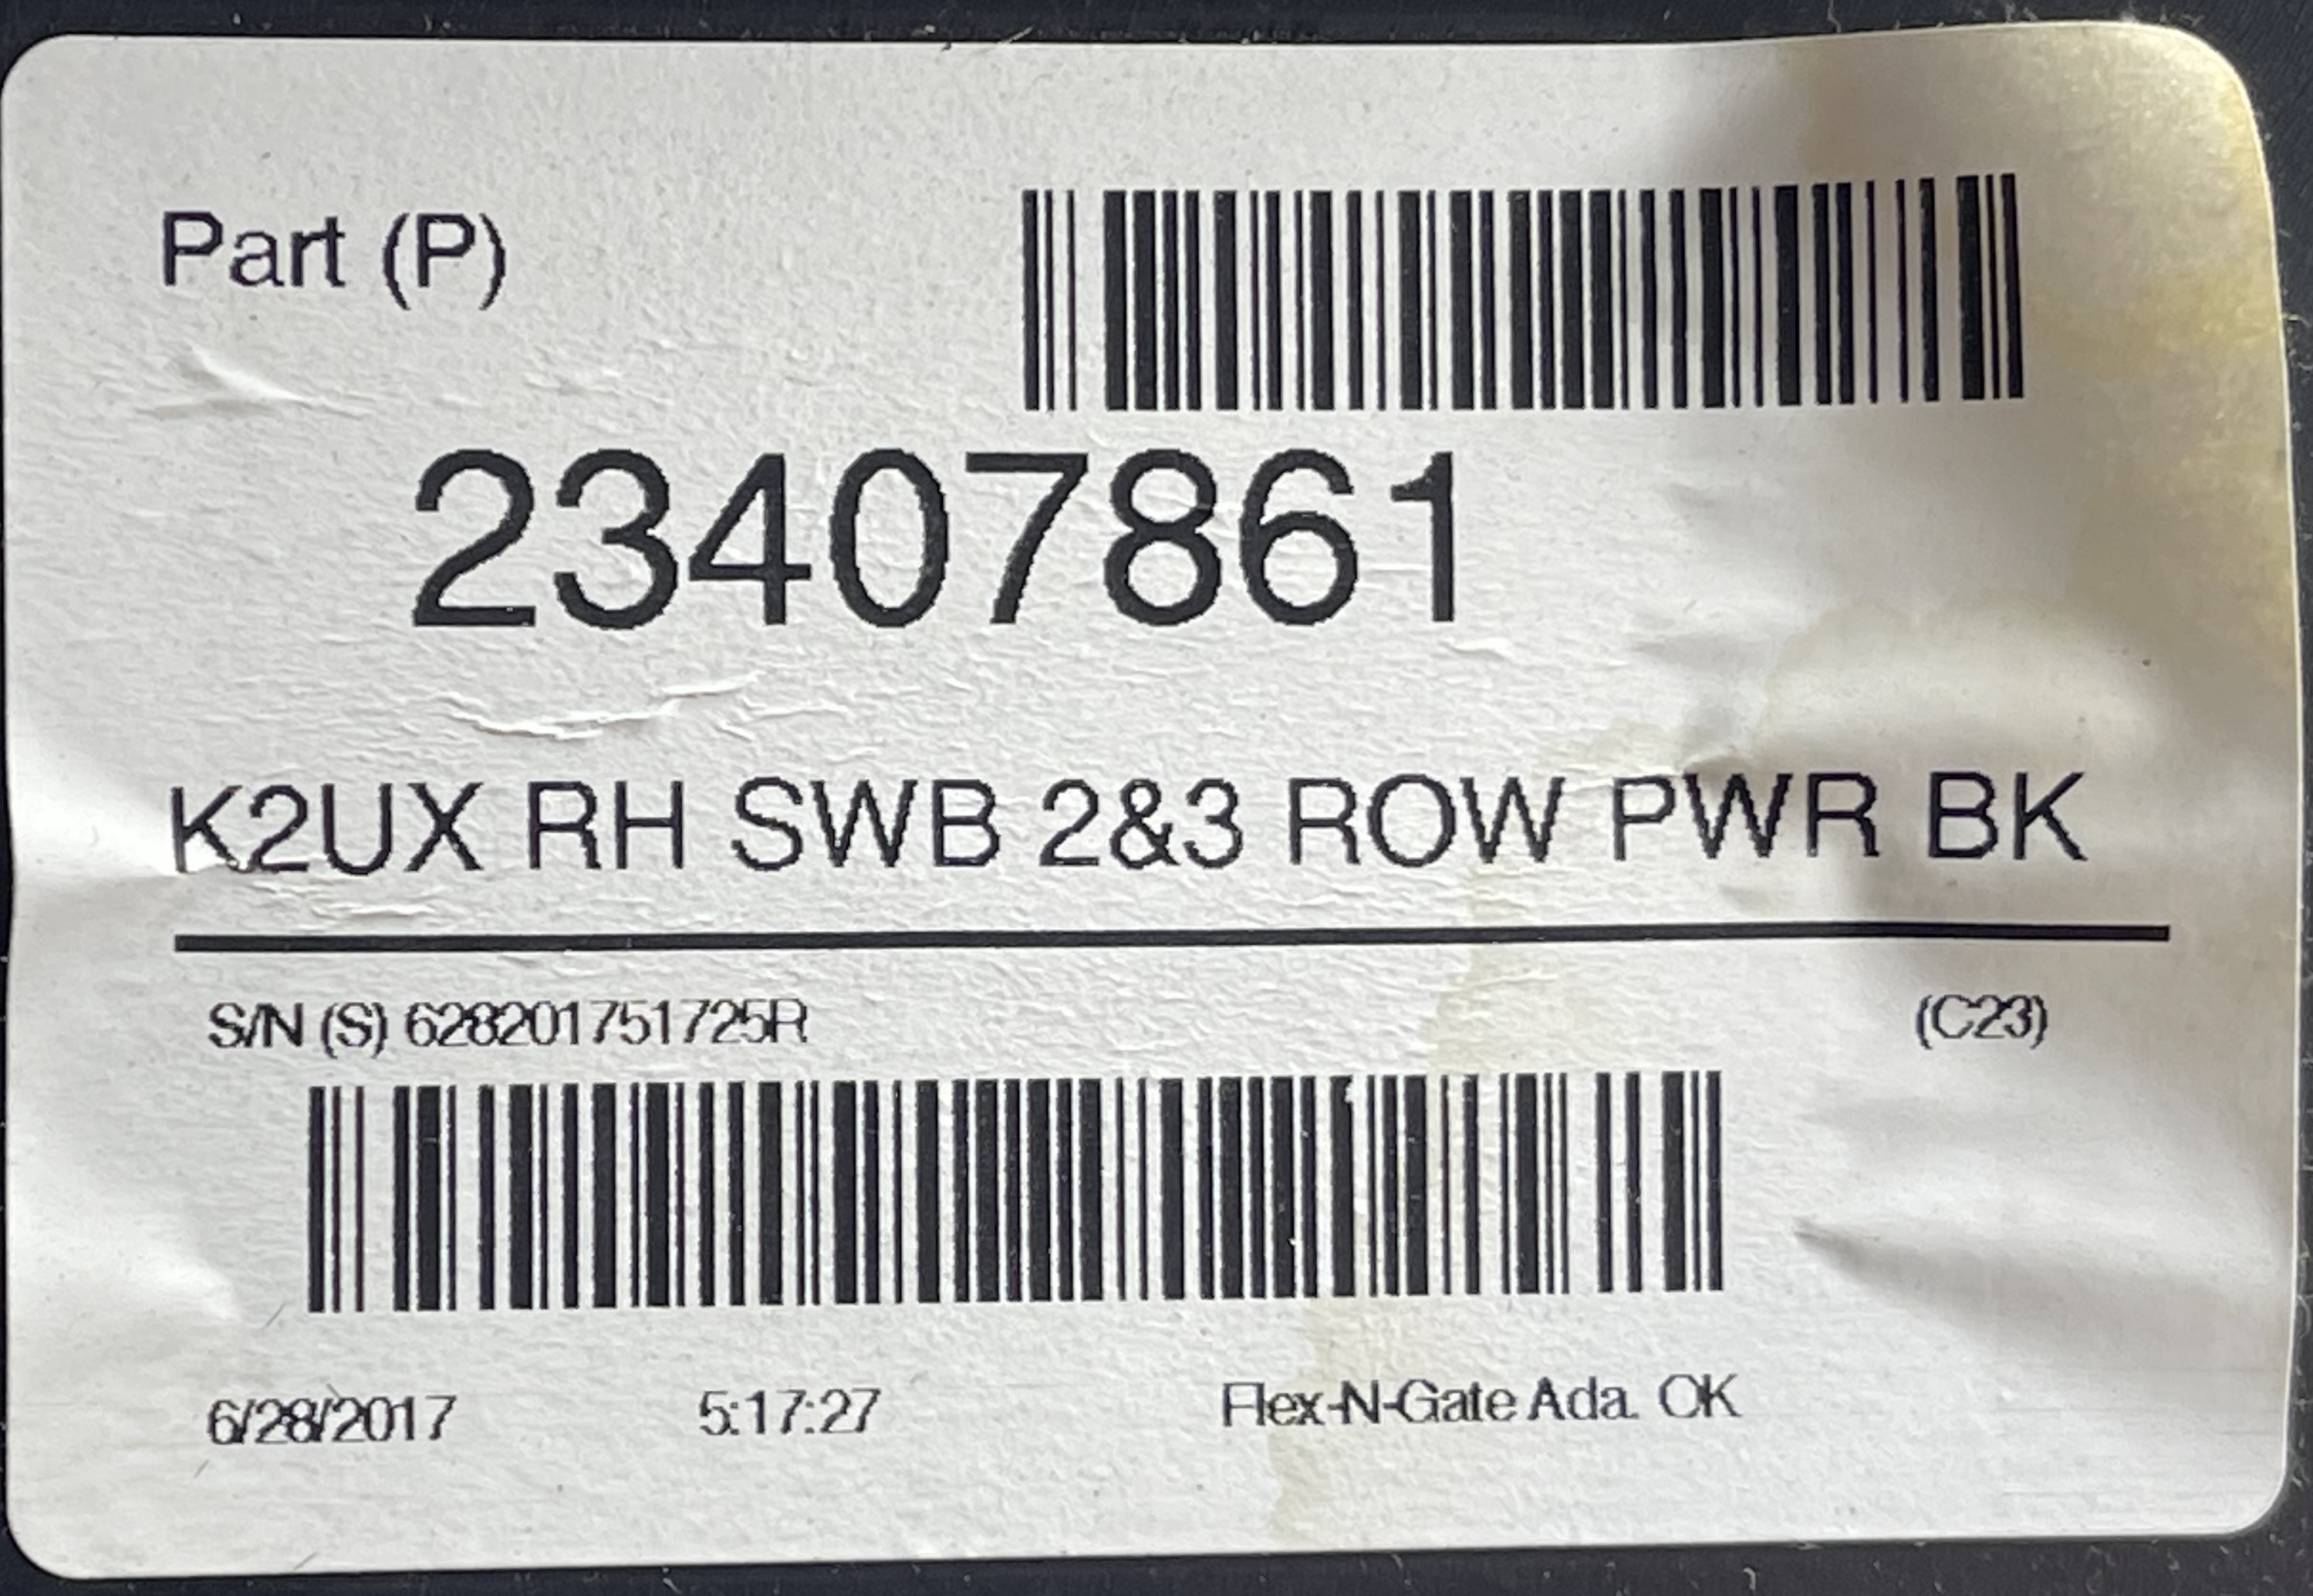 Part (P)
23407861
K2UX RH SWB 2&3 ROW PWR BK
S/N (S) 628201751725R (C23)
6/28/2017 5:17:27 Flex-N-Gate Ada. OK